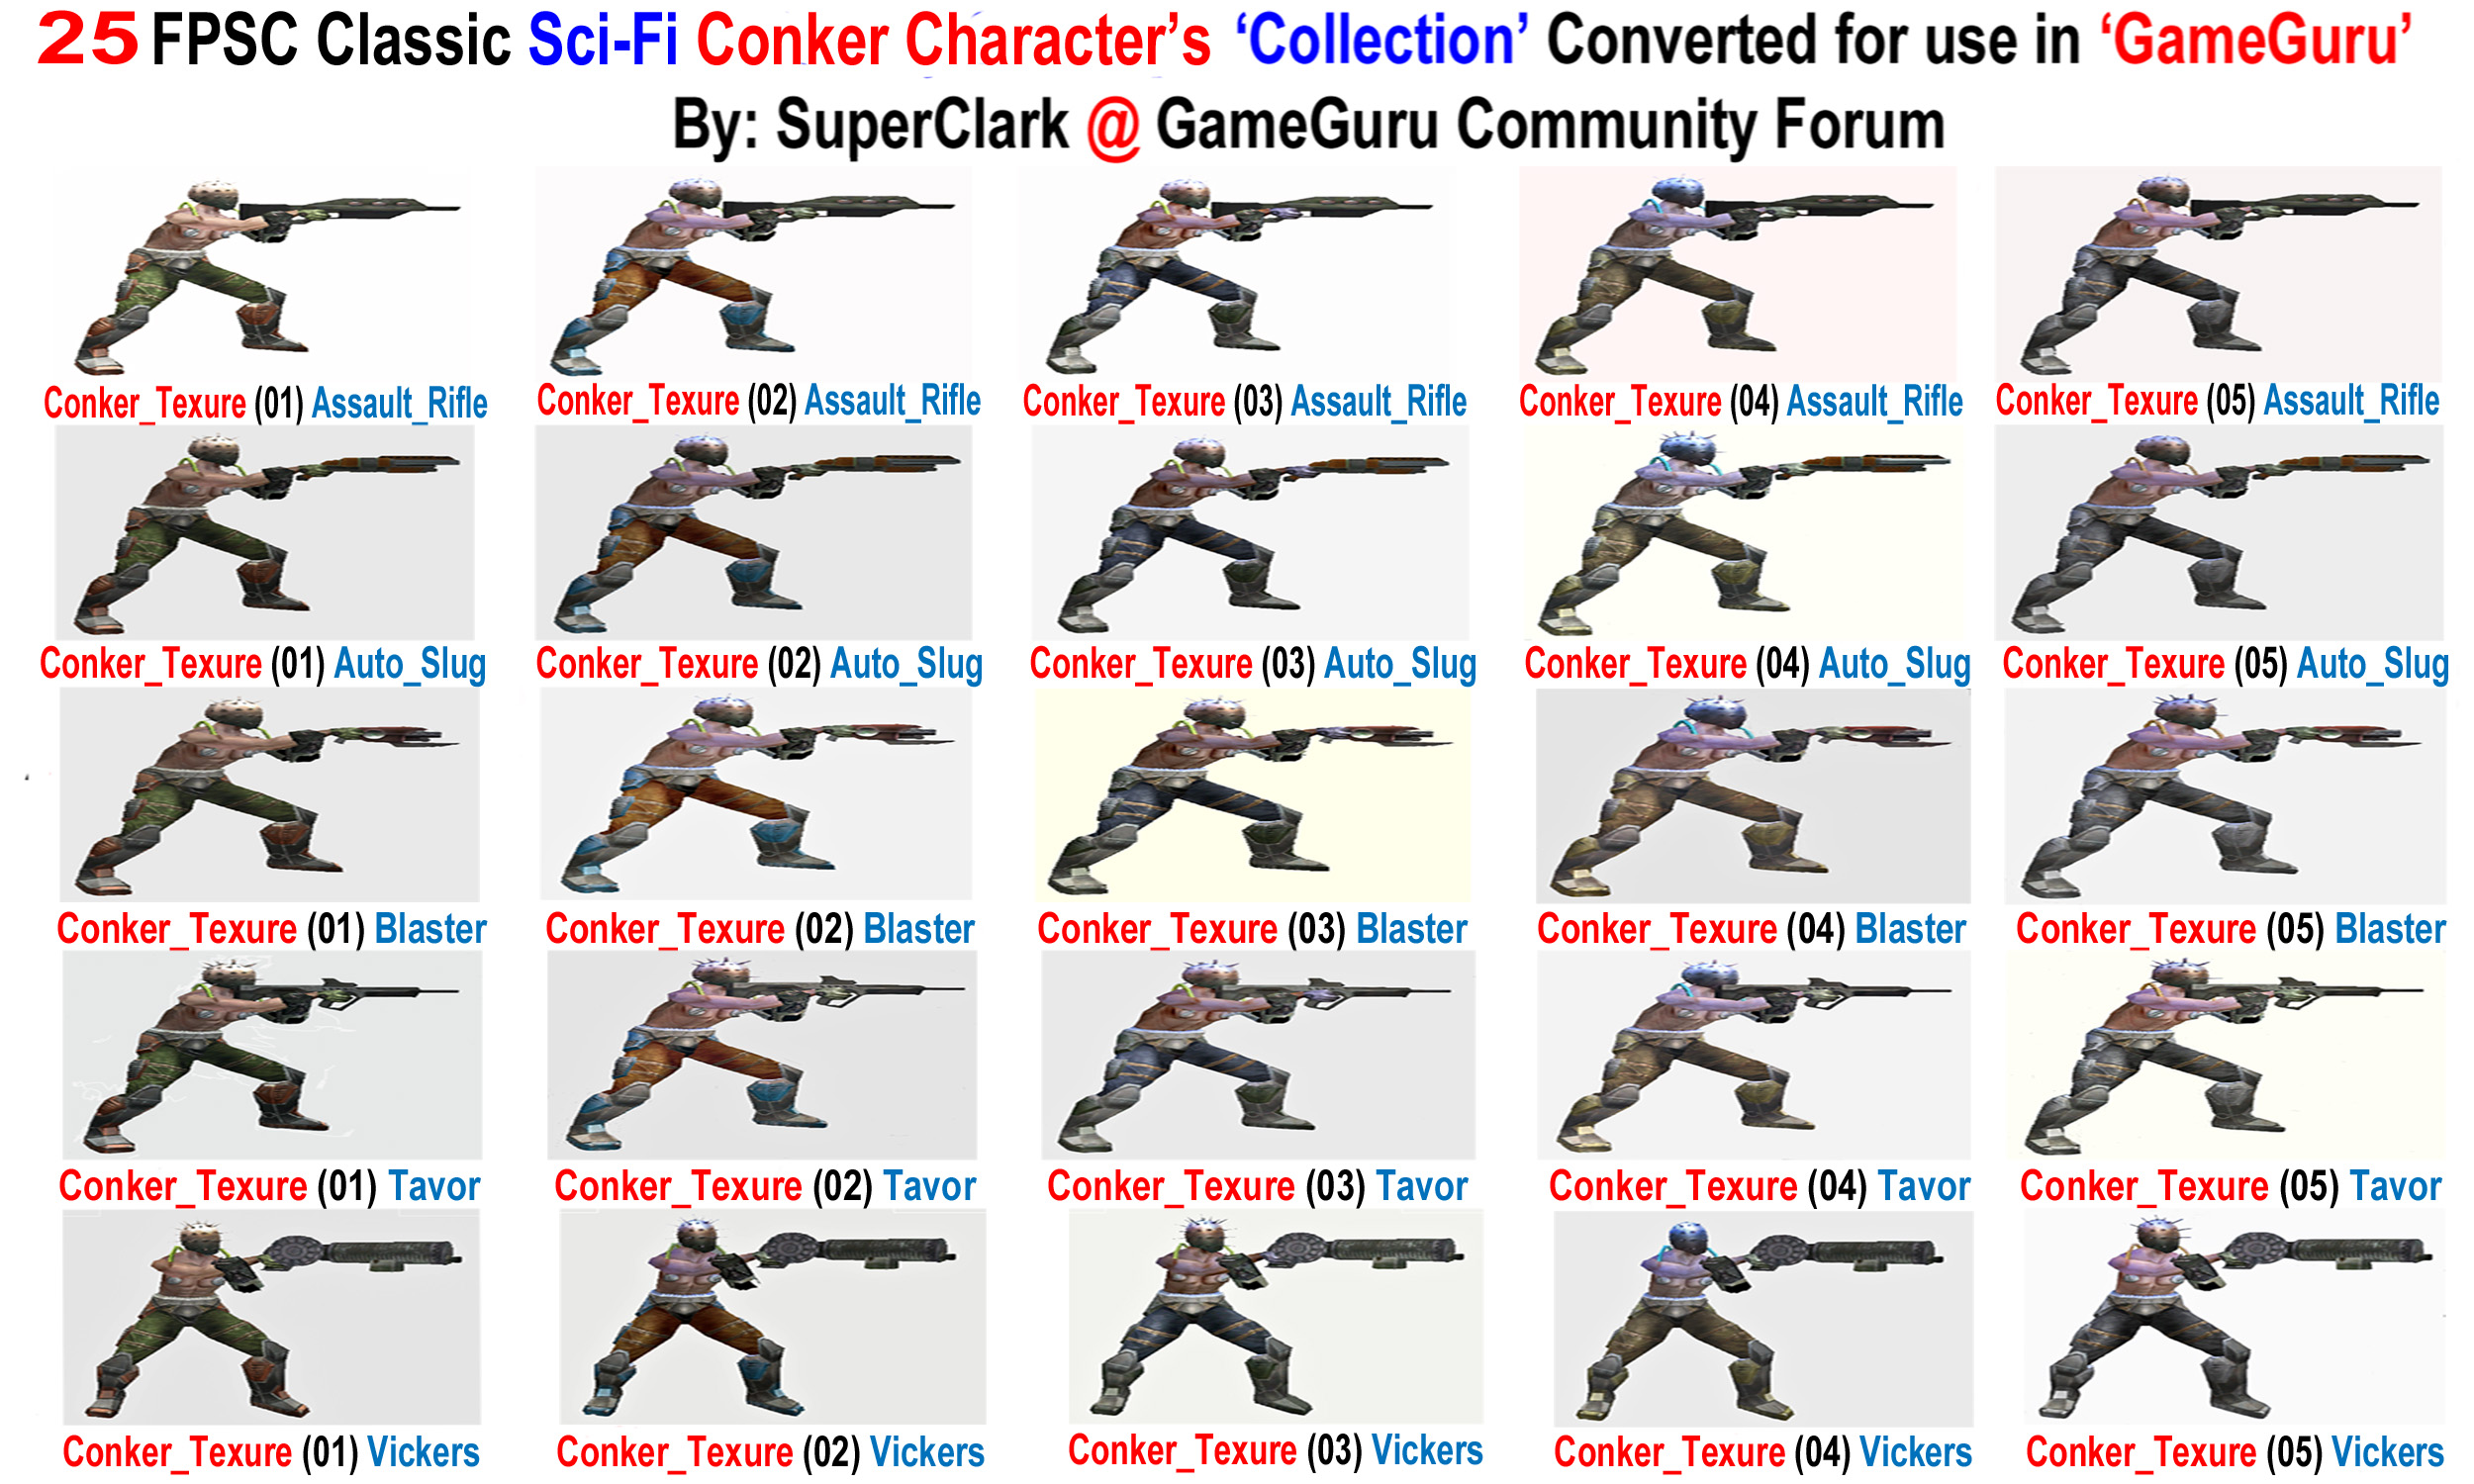 25 FPSC Classic Sci-Fi Conker Character’s ‘Collection’ Converted for use in ‘GameGuru’
By: SuperClark @ GameGuru Community Forum
Conker_Texure (01) Assault_Rifle
Conker_Texure (02) Assault_Rifle
Conker_Texure (03) Assault_Rifle
Conker_Texure (04) Assault_Rifle
Conker_Texure (05) Assault_Rifle
Conker_Texure (01) Auto_Slug
Conker_Texure (02) Auto_Slug
Conker_Texure (03) Auto_Slug
Conker_Texure (04) Auto_Slug
Conker_Texure (05) Auto_Slug
Conker_Texure (01) Blaster
Conker_Texure (02) Blaster
Conker_Texure (03) Blaster
Conker_Texure (04) Blaster
Conker_Texure (05) Blaster
Conker_Texure (01) Tavor
Conker_Texure (02) Tavor
Conker_Texure (03) Tavor
Conker_Texure (04) Tavor
Conker_Texure (05) Tavor
Conker_Texure (01) Vickers
Conker_Texure (02) Vickers
Conker_Texure (03) Vickers
Conker_Texure (04) Vickers
Conker_Texure (05) Vickers